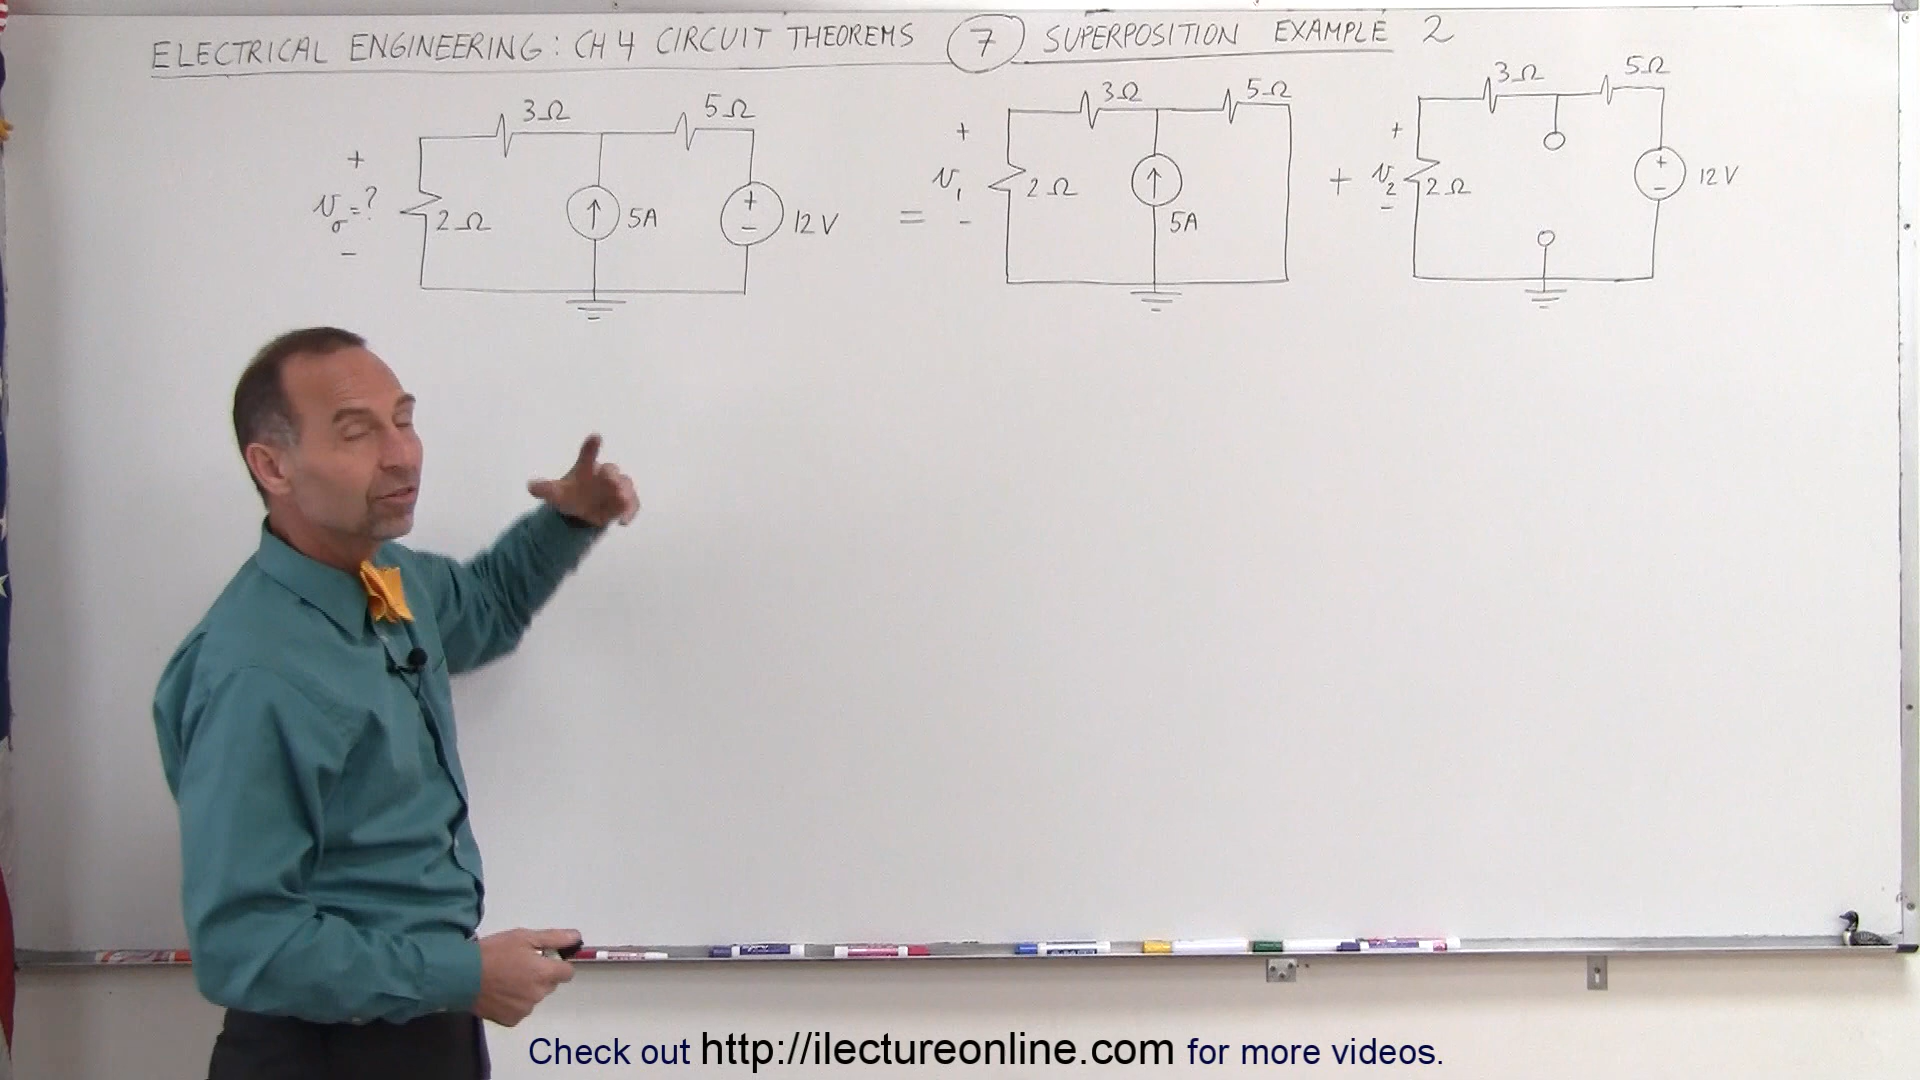 ELECTRICAL ENGINEERING: CH 4 CIRCUIT THEOREMS 7 SUPERPOSITION EXAMPLE 2
3Ω 5Ω
+
v₀=?
−
2Ω
5A
+
−
12V
=
3Ω 5Ω
+
v₁
−
2Ω
5A
+
3Ω 5Ω
+
v₂
−
2Ω
+
−
12V
Check out http://ilectureonline.com for more videos.